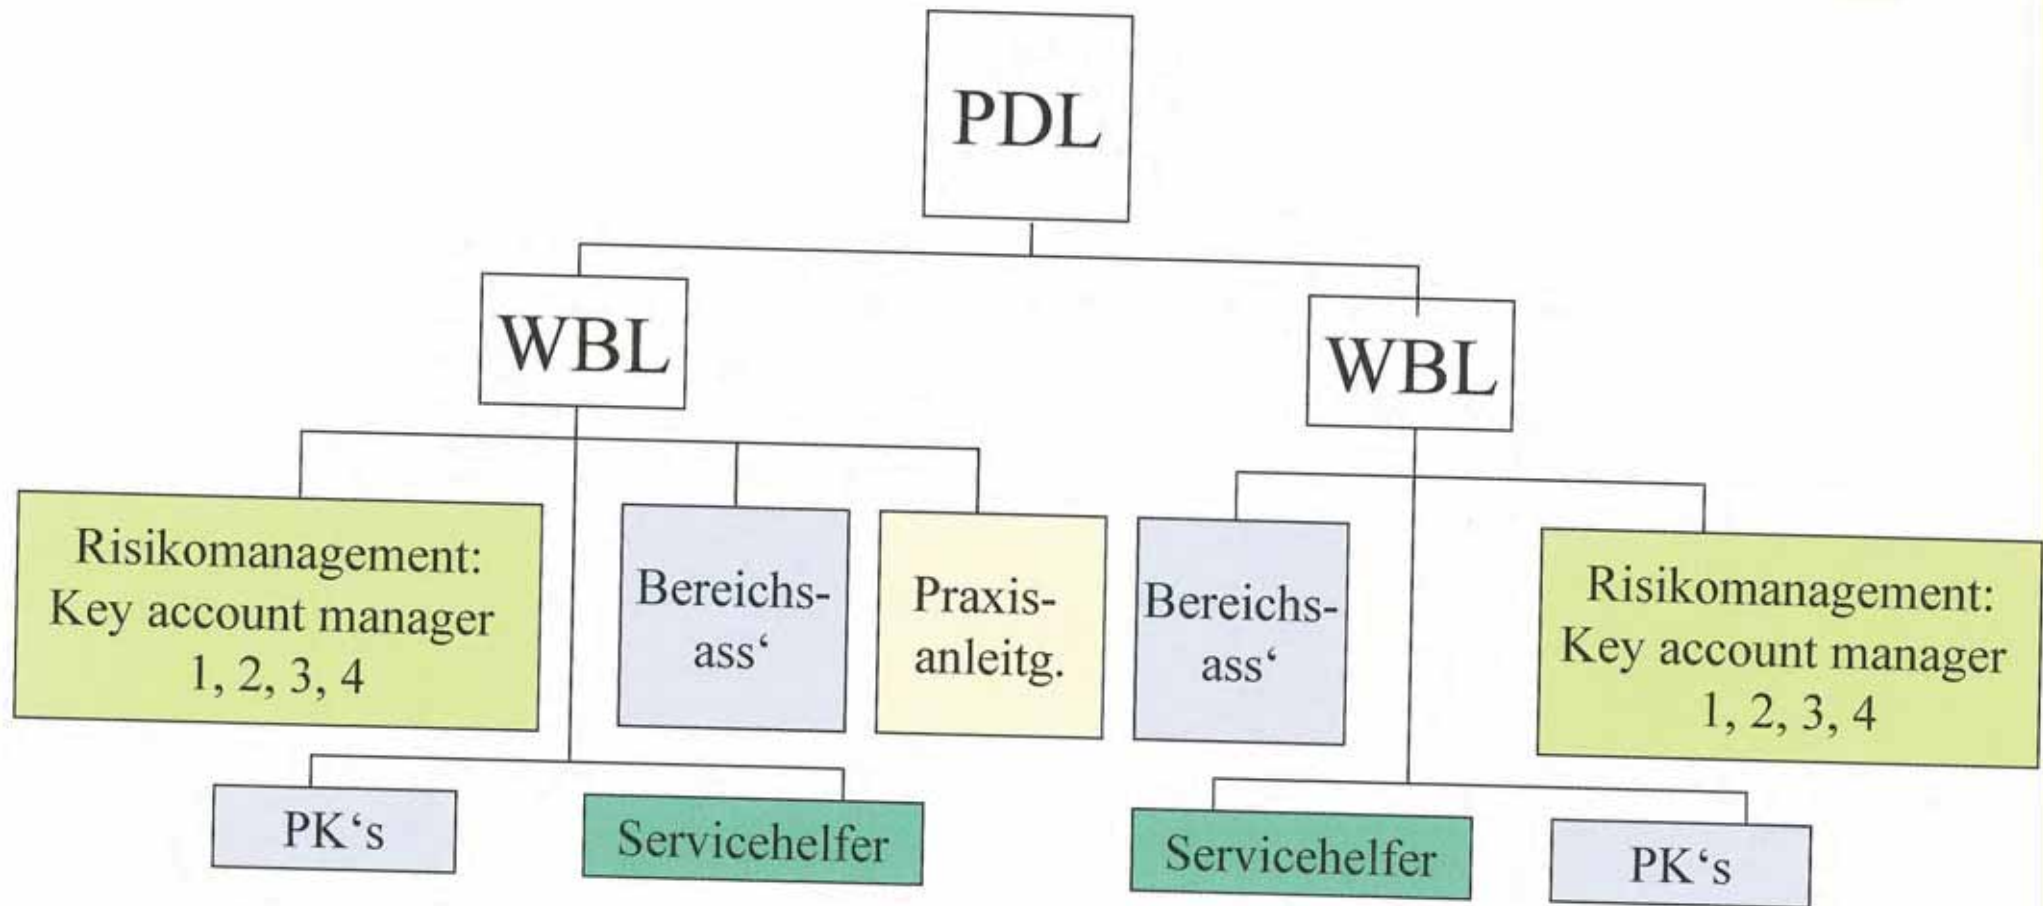 PDL
WBL
WBL
Risikomanagement:
Key account manager
1, 2, 3, 4
Bereichs-
ass‘
Praxis-
anleitg.
Bereichs-
ass‘
Risikomanagement:
Key account manager
1, 2, 3, 4
PK‘s
Servicehelfer
Servicehelfer
PK‘s